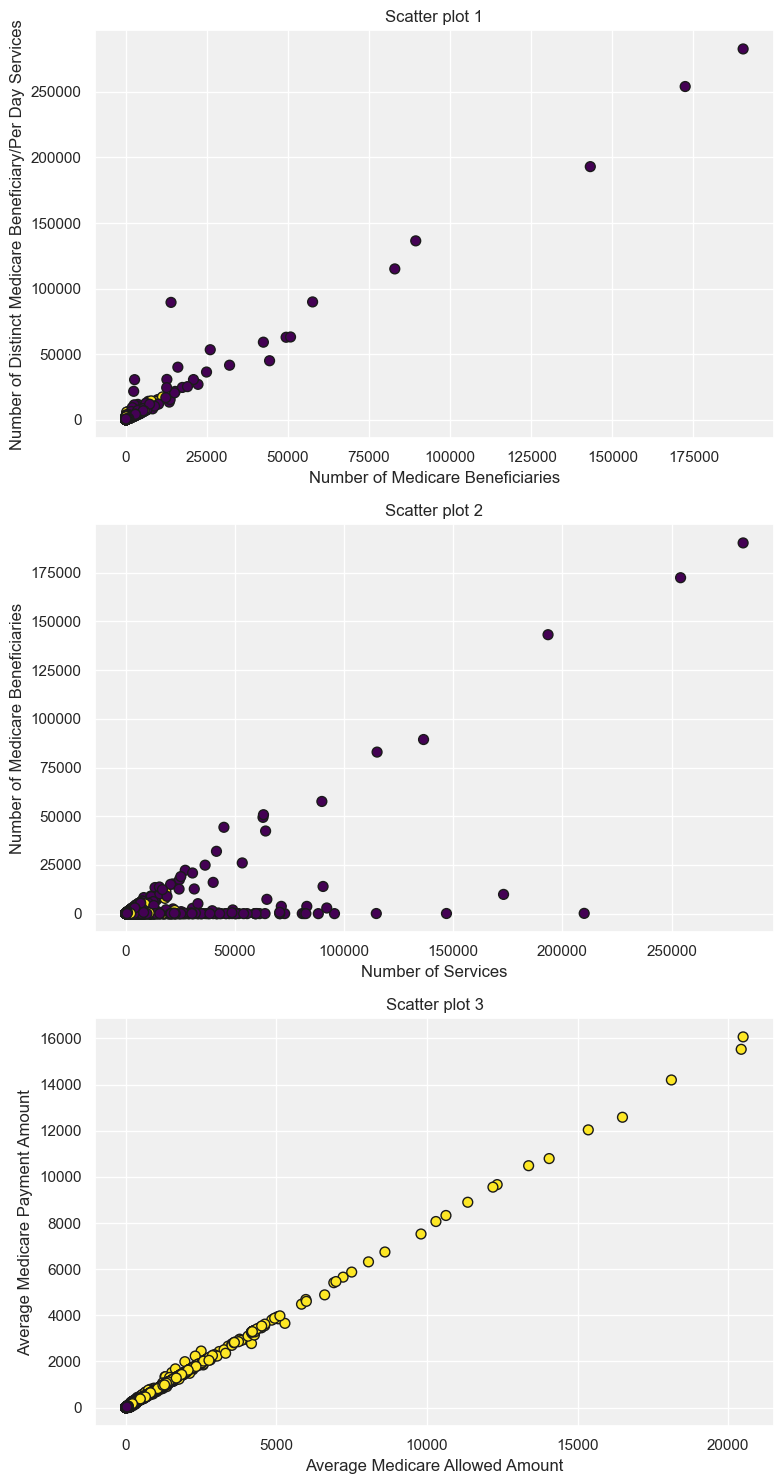 Scatter plot 1
Number of Distinct Medicare Beneficiary/Per Day Services
250000
200000
150000
100000
50000
0
0 25000 50000 75000 100000 125000 150000 175000
Number of Medicare Beneficiaries
Scatter plot 2
Number of Medicare Beneficiaries
175000
150000
125000
100000
75000
50000
25000
0
0 50000 100000 150000 200000 250000
Number of Services
Scatter plot 3
Average Medicare Payment Amount
16000
14000
12000
10000
8000
6000
4000
2000
0
0 5000 10000 15000 20000
Average Medicare Allowed Amount